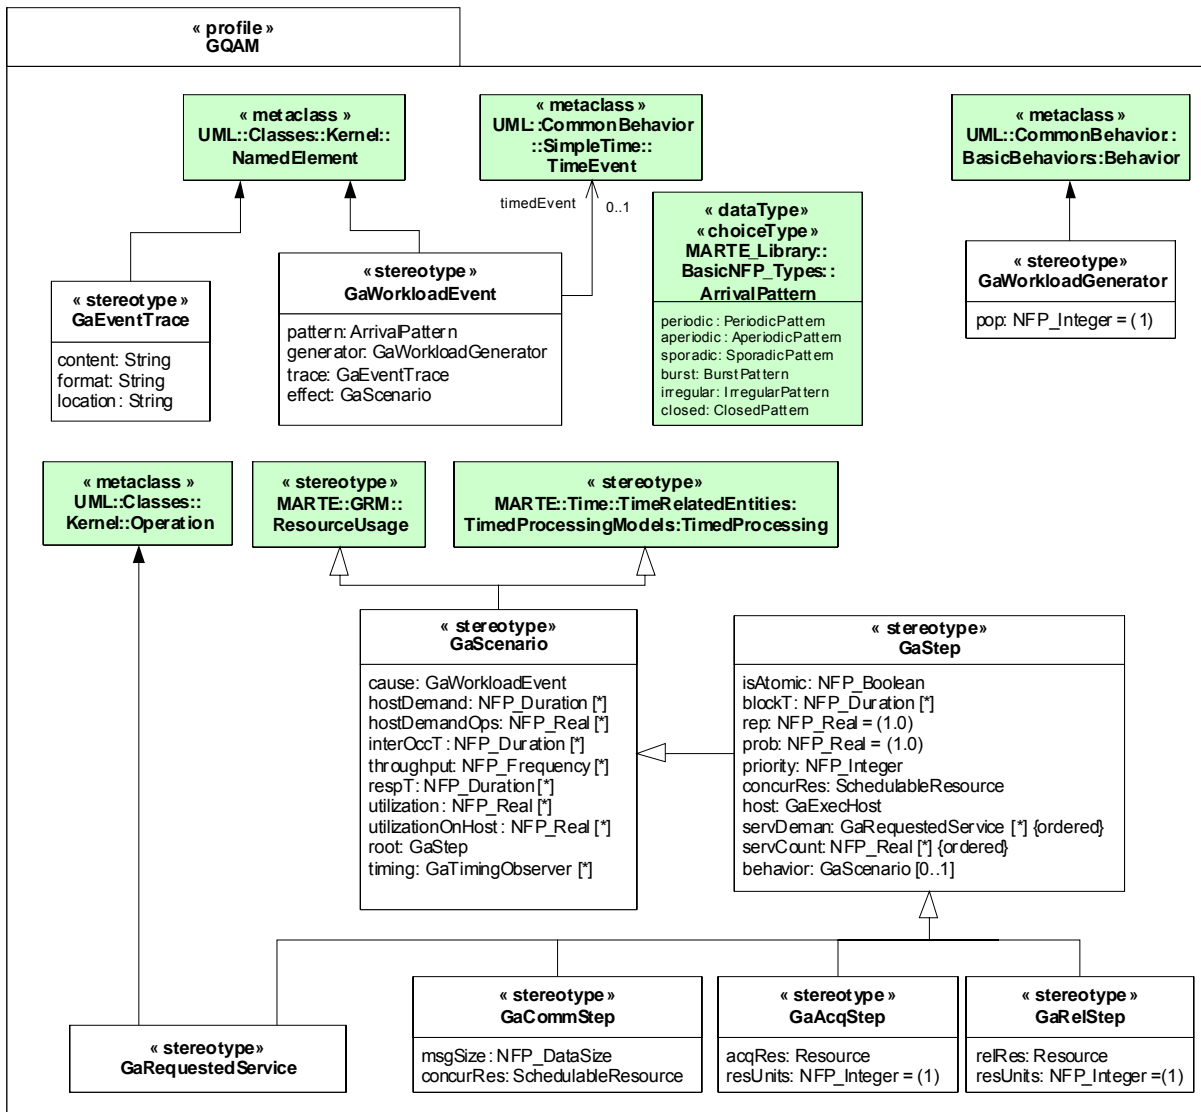 « profile »
GQAM
« metaclass »
UML::Classes::Kernel::
NamedElement
« metaclass »
UML::CommonBehavior
::SimpleTime::
TimeEvent
« metaclass »
UML::CommonBehavior::
BasicBehaviors::Behavior
timedEvent
0..1
« dataType»
« choiceType»
MARTE_Library::
BasicNFP_Types::
ArrivalPattern
periodic : PeriodicPattern
aperiodic : AperiodicPattern
sporadic : SporadicPattern
burst: BurstPattern
irregular : IrregularPattern
closed: ClosedPattern
« stereotype »
GaEventTrace
content: String
format: String
location : String
« stereotype »
GaWorkloadEvent
pattern: ArrivalPattern
generator: GaWorkloadGenerator
trace: GaEventTrace
effect: GaScenario
« stereotype »
GaWorkloadGenerator
pop: NFP_Integer = ( 1)
« metaclass »
UML::Classes::
Kernel::Operation
« stereotype »
MARTE::GRM::
ResourceUsage
« stereotype »
MARTE::Time::TimeRelatedEntities:
TimedProcessingModels:TimedProcessing
« stereotype»
GaScenario
cause: GaWorkloadEvent
hostDemand: NFP_Duration [*]
hostDemandOps: NFP_Real [*]
interOccT: NFP_Duration [*]
throughput: NFP_Frequency [*]
respT: NFP_Duration [*]
utilization : NFP_Real [*]
utilizationOnHost : NFP_Real [*]
root: GaStep
timing: GaTimingObserver [*]
« stereotype »
GaStep
isAtomic: NFP_Boolean
blockT: NFP_Duration [*]
rep: NFP_Real = (1.0)
prob: NFP_Real = (1.0)
priority: NFP_Integer
concurRes: SchedulableResource
host: GaExecHost
servDeman: GaRequestedService [*] {ordered}
servCount: NFP_Real [*] {ordered}
behavior: GaScenario [0..1]
« stereotype»
GaRequestedService
« stereotype »
GaCommStep
msgSize : NFP_DataSize
concurRes: SchedulableResource
« stereotype »
GaAcqStep
acqRes: Resource
resUnits: NFP_Integer = (1)
« stereotype »
GaRelStep
relRes: Resource
resUnits: NFP_Integer =(1)